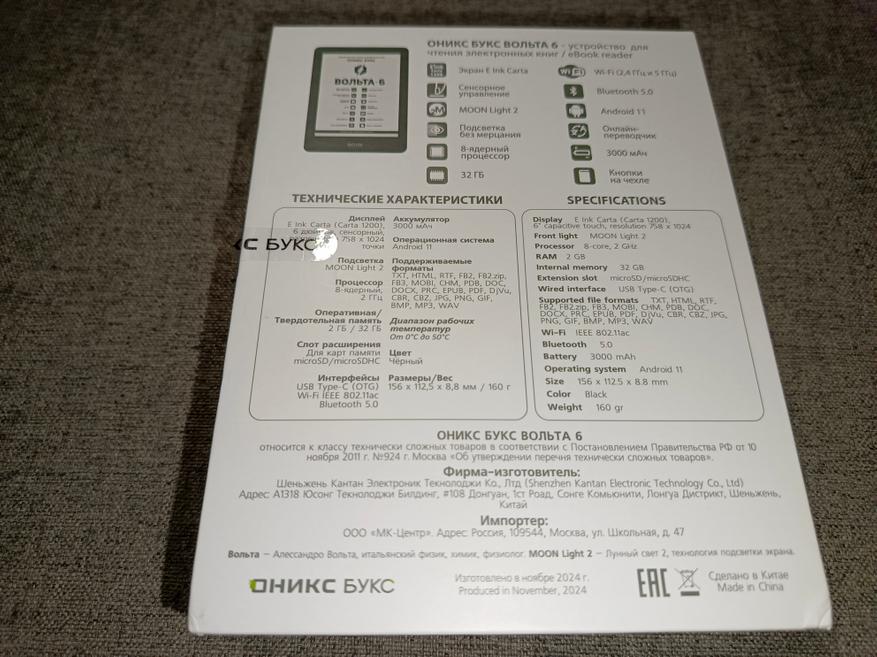 ОНИКС БУКС ВОЛЬТА 6 - устройство для
чтения электронных книг / eBook reader
ВОЛЬТА·6
Экран E Ink Carta
Сенсорное
управление
MOON Light 2
Подсветка
без мерцания
8-ядерный
процессор
32 ГБ
WiFi
Wi-Fi (2,4 ГГц и 5 ГГц)
Bluetooth 5.0
Android 11
Онлайн-
переводчик
3000 мАч
Кнопки
на чехле
ТЕХНИЧЕСКИЕ ХАРАКТЕРИСТИКИ
Дисплей
E Ink Carta (Carta 1200),
сенсорный,
758 x 1024
точки
С БУКС
Подсветка
MOON Light 2
Процессор
8-ядерный,
2 ГГц
Оперативная/
Твердотельная память
2 ГБ / 32 ГБ
Слот расширения
Для карт памяти
microSD/microSDHC
Интерфейсы
USB Type-C (OTG)
Wi-Fi IEEE 802.11ac
Bluetooth 5.0
Аккумулятор
3000 мАч
Операционная система
Android 11
Поддерживаемые
форматы
TXT, HTML, RTF, FB2, FB2.zip,
FB3, MOBI, CHM, PDB, DOC,
DOCX, PRC, EPUB, PDF, DjVu,
CBR, CBZ, JPG, PNG, GIF,
BMP, MP3, WAV
Диапазон рабочих
температур
От 0°С до 50°С
Цвет
Чёрный
Размеры/Вес
156 x 112,5 x 8,8 мм / 160 г
SPECIFICATIONS
Display E Ink Carta (Carta 1200),
6" capacitive touch, resolution 758 x 1024
Front light MOON Light 2
Processor 8-core, 2 GHz
RAM 2 GB
Internal memory 32 GB
Extension slot microSD/microSDHC
Wired interface USB Type-C (OTG)
Supported file formats TXT, HTML, RTF,
FB2, FB2.zip, FB3, MOBI, CHM, PDB, DOC,
DOCX, PRC, EPUB, PDF, DjVu, CBR, CBZ, JPG,
PNG, GIF, BMP, MP3, WAV
Wi-Fi IEEE 802.11ac
Bluetooth 5.0
Battery 3000 mAh
Operating system Android 11
Size 156 x 112.5 x 8.8 mm
Color Black
Weight 160 gr
ОНИКС БУКС ВОЛЬТА 6
относится к классу технически сложных товаров в соответствии с Постановлением Правительства РФ от 10
ноября 2011 г. №924 г. Москва «Об утверждении перечня технически сложных товаров».
Фирма-изготовитель:
Шеньжень Кантан Электроник Текнолоджи Ко., Лтд (Shenzhen Kantan Electronic Technology Co., Ltd)
Адрес: А1318 Юсонг Текнолоджи Билдинг, #108 Донгуан, 1ст Роад, Сонге Комьюнити, Лонгуа Дистрикт, Шеньжень,
Китай
Импортер:
ООО «МК-Центр». Адрес: Россия, 109544, Москва, ул. Школьная, д. 47
Вольта – Алессандро Вольта, итальянский физик, химик, физиолог. MOON Light 2 – Лунный свет 2, технология подсветки экрана.
ОНИКС БУКС
Изготовлено в ноябре 2024 г.
Produced in November, 2024
EAC
Сделано в Китае
Made in China